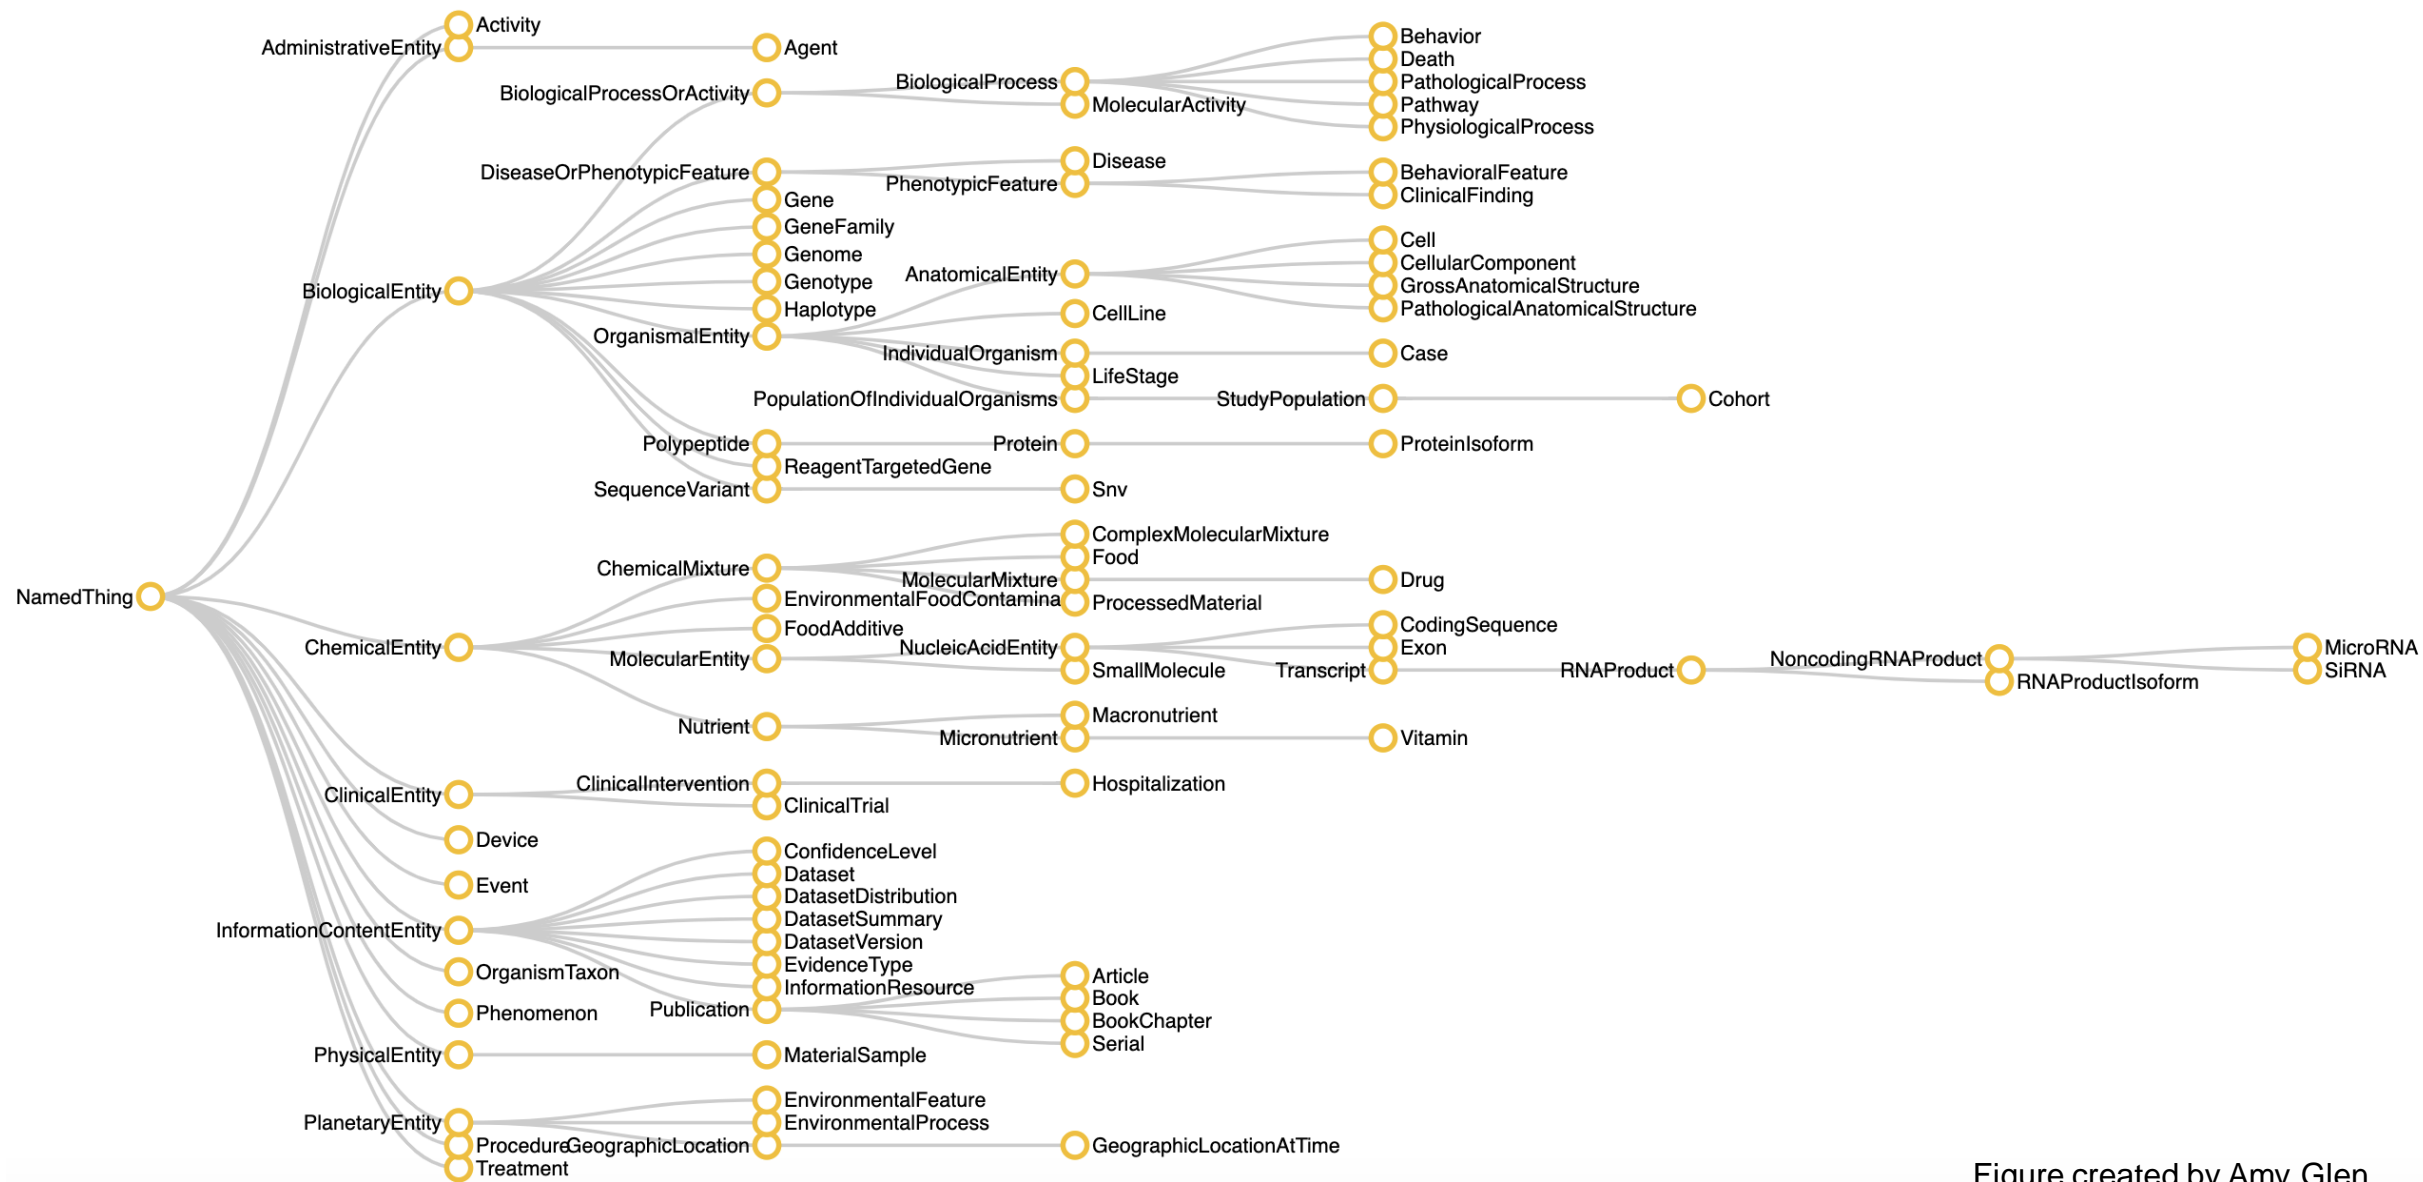 Activity
AdministrativeEntity
Agent
Behavior
Death
BiologicalProcess
PathologicalProcess
BiologicalProcessOrActivity
MolecularActivity
Pathway
PhysiologicalProcess
Disease
DiseaseOrPhenotypicFeature
BehavioralFeature
PhenotypicFeature
ClinicalFinding
Gene
GeneFamily
Cell
Genome
CellularComponent
AnatomicalEntity
Genotype
GrossAnatomicalStructure
BiologicalEntity
Haplotype
PathologicalAnatomicalStructure
CellLine
OrganismalEntity
IndividualOrganism
Case
LifeStage
PopulationOfIndividualOrganisms
StudyPopulation
Cohort
Polypeptide
Protein
ProteinIsoform
ReagentTargetedGene
SequenceVariant
Snv
ComplexMolecularMixture
Food
ChemicalMixture
MolecularMixture
Drug
NamedThing
EnvironmentalFoodContamina
ProcessedMaterial
FoodAdditive
CodingSequence
ChemicalEntity
NucleicAcidEntity
Exon
MicroRNA
MolecularEntity
NoncodingRNAProduct
SmallMolecule
Transcript
RNAProduct
SiRNA
RNAProductIsoform
Macronutrient
Nutrient
Micronutrient
Vitamin
ClinicalIntervention
Hospitalization
ClinicalEntity
ClinicalTrial
Device
ConfidenceLevel
Dataset
Event
DatasetDistribution
DatasetSummary
InformationContentEntity
DatasetVersion
EvidenceType
OrganismTaxon
Article
InformationResource
Book
Phenomenon
Publication
BookChapter
Serial
PhysicalEntity
MaterialSample
EnvironmentalFeature
PlanetaryEntity
EnvironmentalProcess
Procedure
GeographicLocation
GeographicLocationAtTime
Treatment
Figure created by Amy Glen